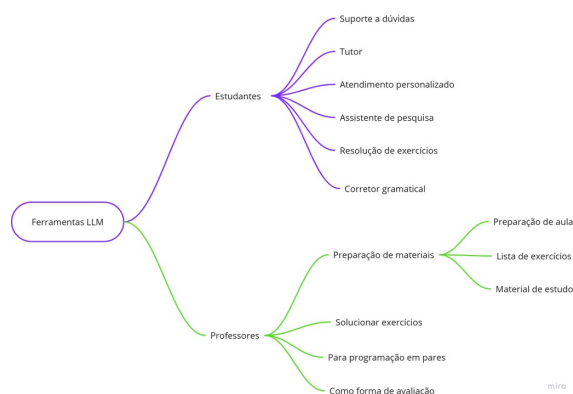 Suporte a dúvidas
Tutor
Estudantes
Atendimento personalizado
Assistente de pesquisa
Resolução de exercícios
Corretor gramatical
Ferramentas LLM
Preparação de aula
Preparação de materiais
Lista de exercícios
Material de estudo
Solucionar exercícios
Professores
Para programação em pares
Como forma de avaliação
miro